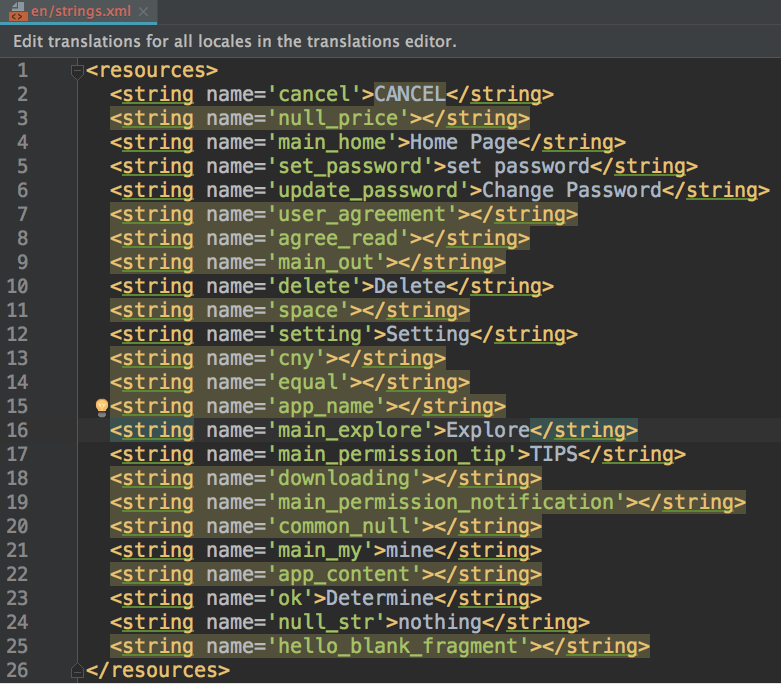 en/strings.xml
Edit translations for all locales in the translations editor.
1 <resources>
2 <string name='cancel'>CANCEL</string>
3 <string name='null_price'></string>
4 <string name='main_home'>Home Page</string>
5 <string name='set_password'>set password</string>
6 <string name='update_password'>Change Password</string>
7 <string name='user_agreement'></string>
8 <string name='agree_read'></string>
9 <string name='main_out'></string>
10 <string name='delete'>Delete</string>
11 <string name='space'></string>
12 <string name='setting'>Setting</string>
13 <string name='cny'></string>
14 <string name='equal'></string>
15 <string name='app_name'></string>
16 <string name='main_explore'>Explore</string>
17 <string name='main_permission_tip'>TIPS</string>
18 <string name='downloading'></string>
19 <string name='main_permission_notification'></string>
20 <string name='common_null'></string>
21 <string name='main_my'>mine</string>
22 <string name='app_content'></string>
23 <string name='ok'>Determine</string>
24 <string name='null_str'>nothing</string>
25 <string name='hello_blank_fragment'></string>
26 </resources>